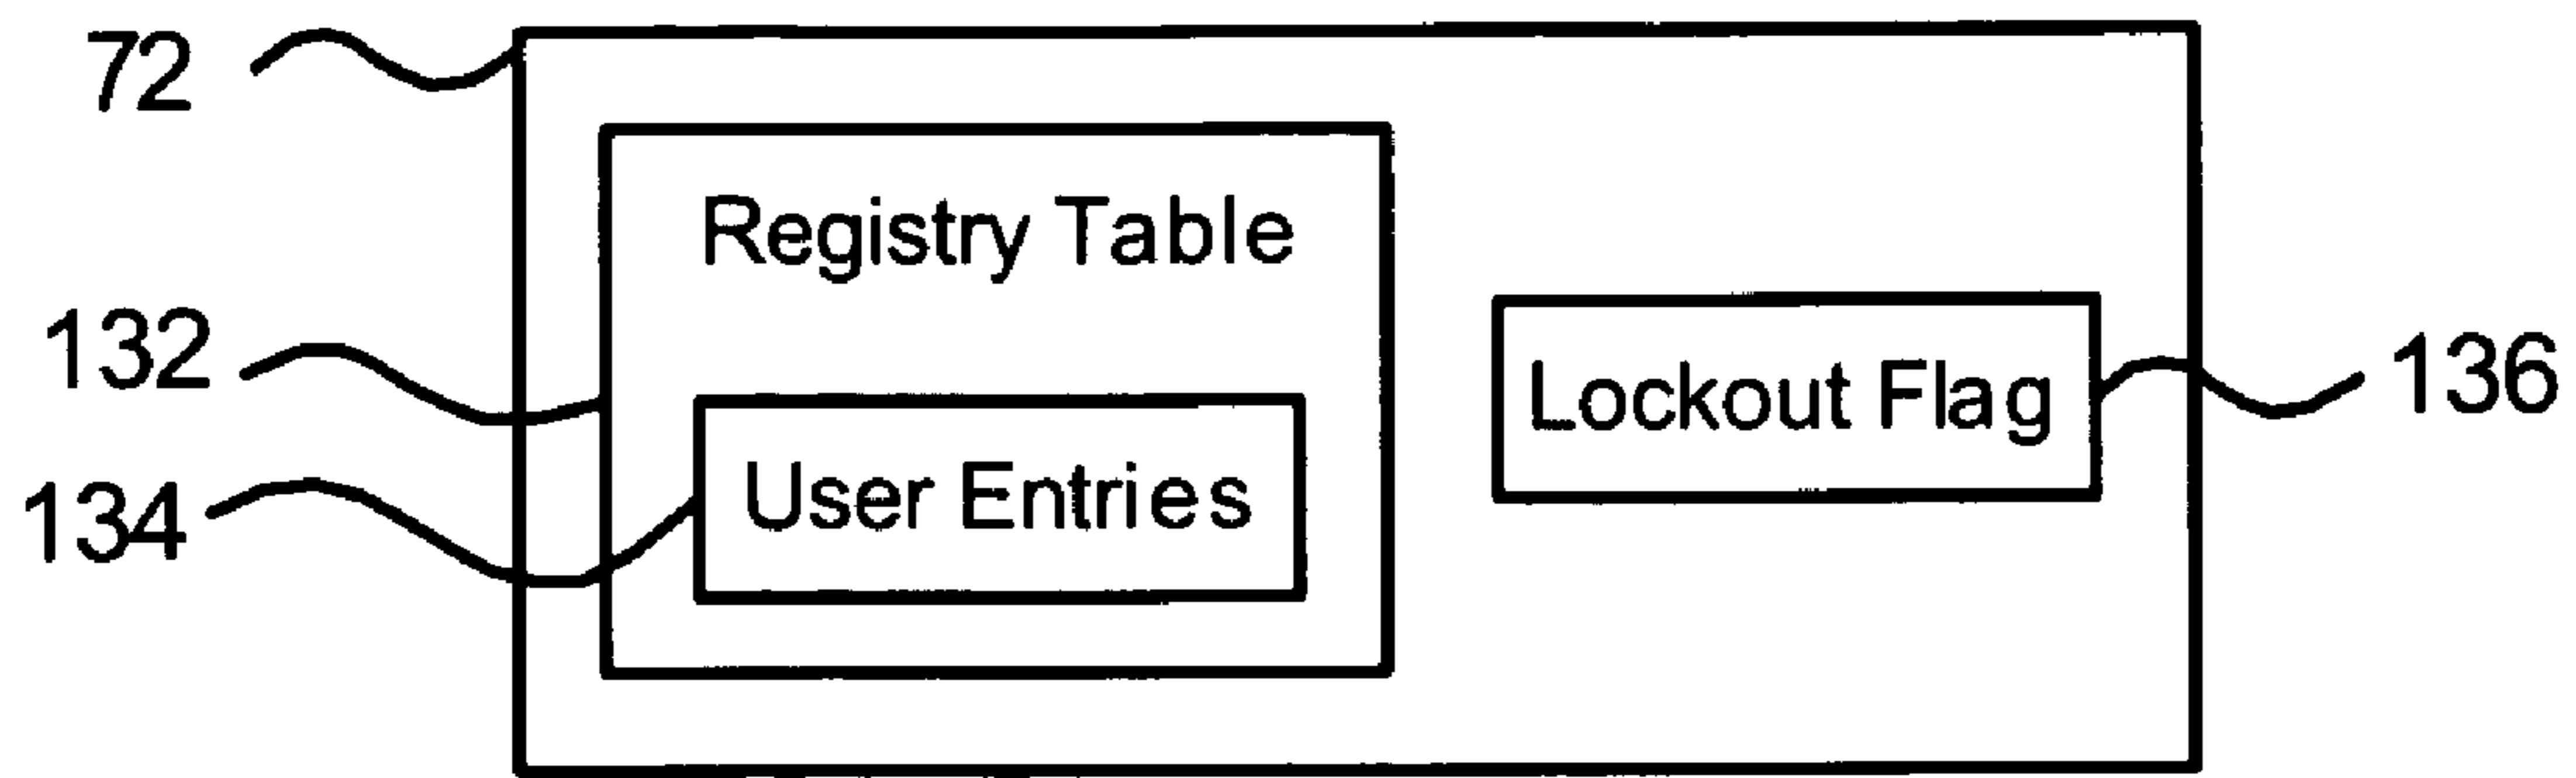 72
Registry Table
132
Lockout Flag
136
User Entries
134